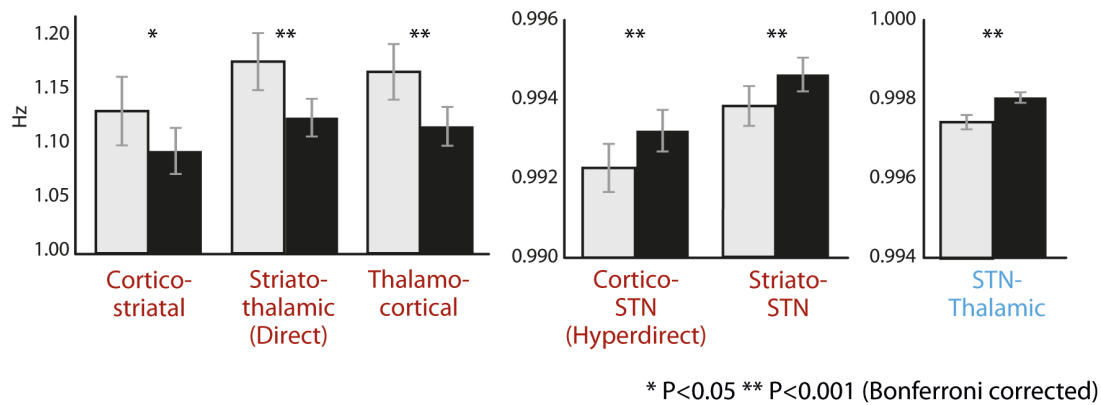 1.20
1.15
1.10
1.05
1.00
Hz
* ** **
Cortico-
striatal
Striato-
thalamic
(Direct)
Thalamo-
cortical
0.996
0.994
0.992
0.990
** **
Cortico-
STN
(Hyperdirect)
Striato-
STN
1.000
0.998
0.996
0.994
**
STN-
Thalamic
* P<0.05 ** P<0.001 (Bonferroni corrected)